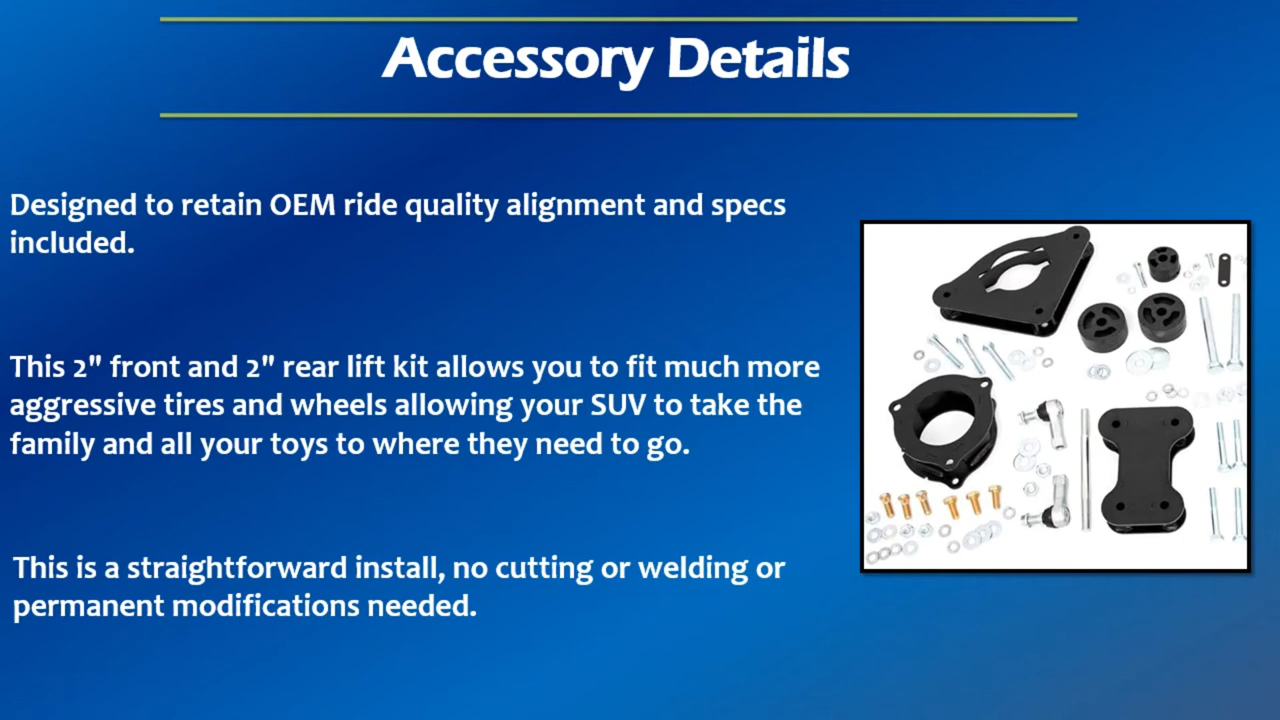 Accessory Details
Designed to retain OEM ride quality alignment and specs
included.
This 2" front and 2" rear lift kit allows you to fit much more
aggressive tires and wheels allowing your SUV to take the
family and all your toys to where they need to go.
This is a straightforward install, no cutting or welding or
permanent modifications needed.